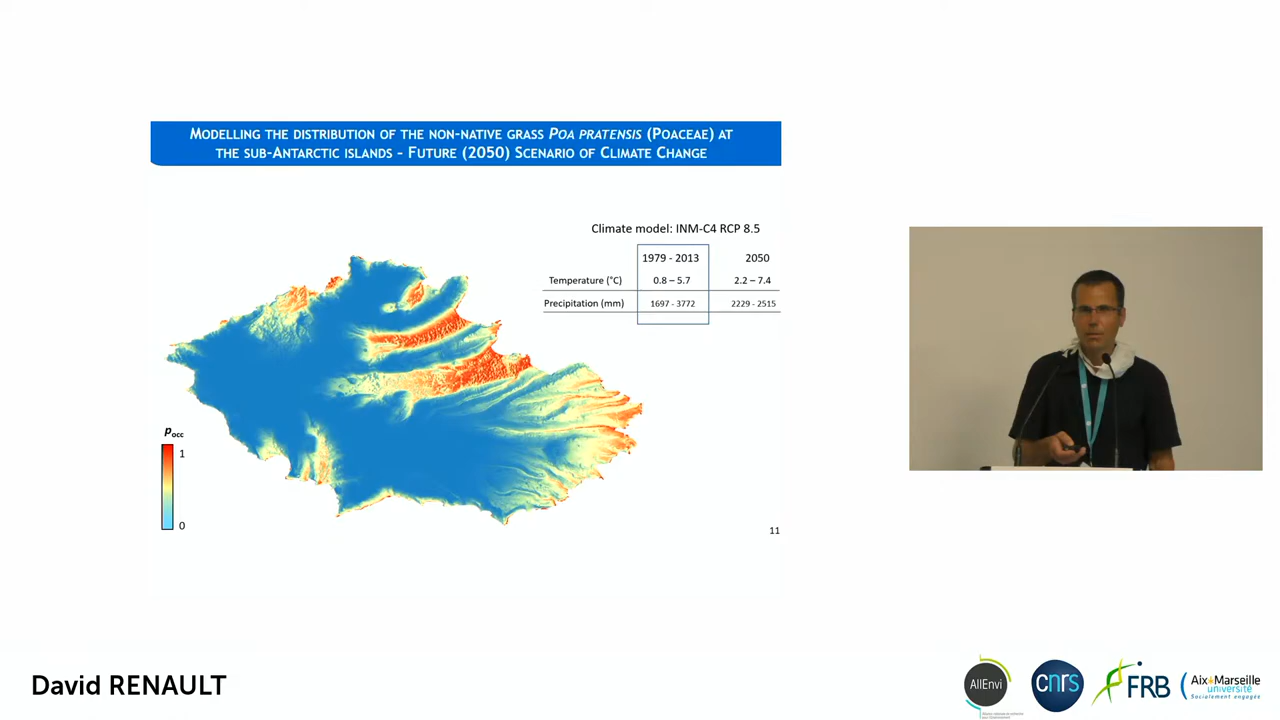 MODELLING THE DISTRIBUTION OF THE NON-NATIVE GRASS POA PRATENSIS (POACEAE) AT
THE SUB-ANTARCTIC ISLANDS – FUTURE (2050) SCENARIO OF CLIMATE CHANGE
Climate model: INM-C4 RCP 8.5
1979 - 2013 2050
Temperature (°C) 0.8 – 5.7 2.2 – 7.4
Precipitation (mm) 1697 - 3772 2229 - 2515
pocc
1
0
11
David RENAULT
AllEnvi
cnrs
FRB
Aix Marseille
université
Socialement engagée